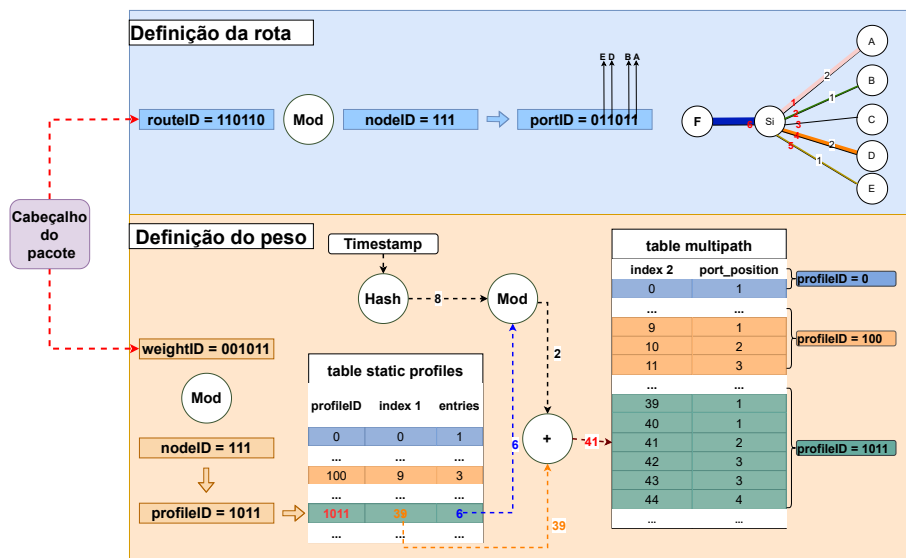 Definição da rota
E D B A
routeID = 110110
Mod
nodeID = 111
portID = 011011
F
6
Si
1
2
3
4
5
2
1
2
1
A
B
C
D
E
Cabeçalho
do
pacote
Definição do peso
Timestamp
Hash
8
Mod
2
weightID = 001011
Mod
nodeID = 111
profileID = 1011
table static profiles
profileID index 1 entries
0 0 1
... ... ...
100 9 3
... ... ...
1011 39 6
... ... ...
6
+
39
41
table multipath
index 2 port_position
0 1
... ...
9 1
10 2
11 3
... ...
39 1
40 1
41 2
42 3
43 3
44 4
... ...
profileID = 0
profileID = 100
profileID = 1011